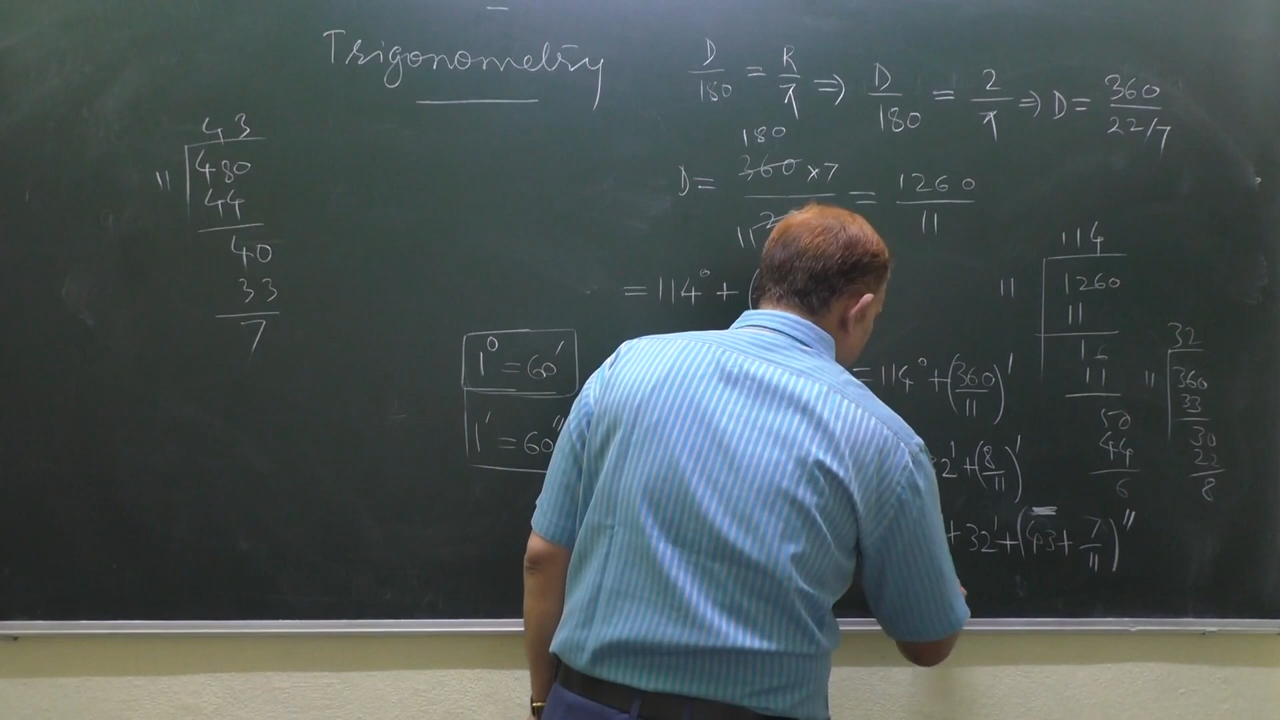 Trigonometry
D/180 = R/π ⇒ D/180 = 2/π ⇒ D = 360/22/7
D = 180 360×7 / 11 2 = 1260/11
= 114° + (
= 114° + (360/11)'
2' + (8/11)'
+ 32' + (43 + 7/11)"
1° = 60'
1' = 60"
43
11 480
44
40
33
7
114
11 1260
11
16
11
50
44
6
32
11 360
33
30
22
8